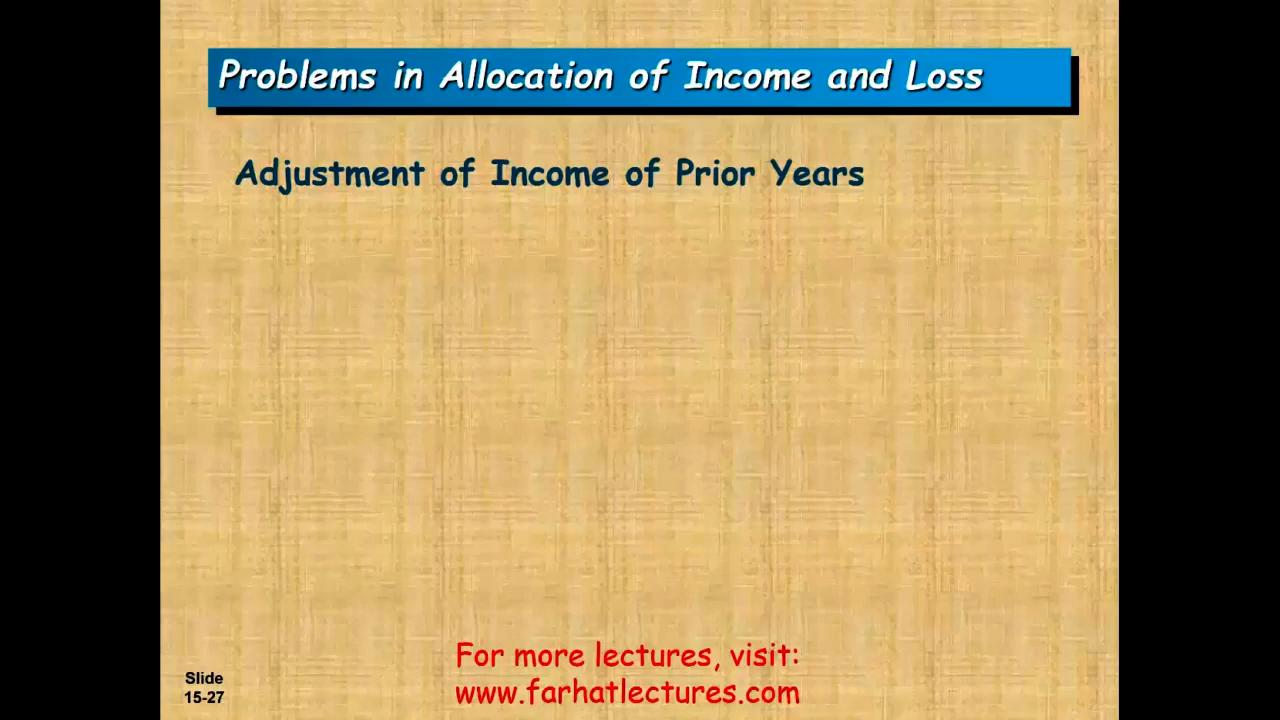 Problems in Allocation of Income and Loss
Adjustment of Income of Prior Years
For more lectures, visit:
www.farhatlectures.com
Slide
15-27